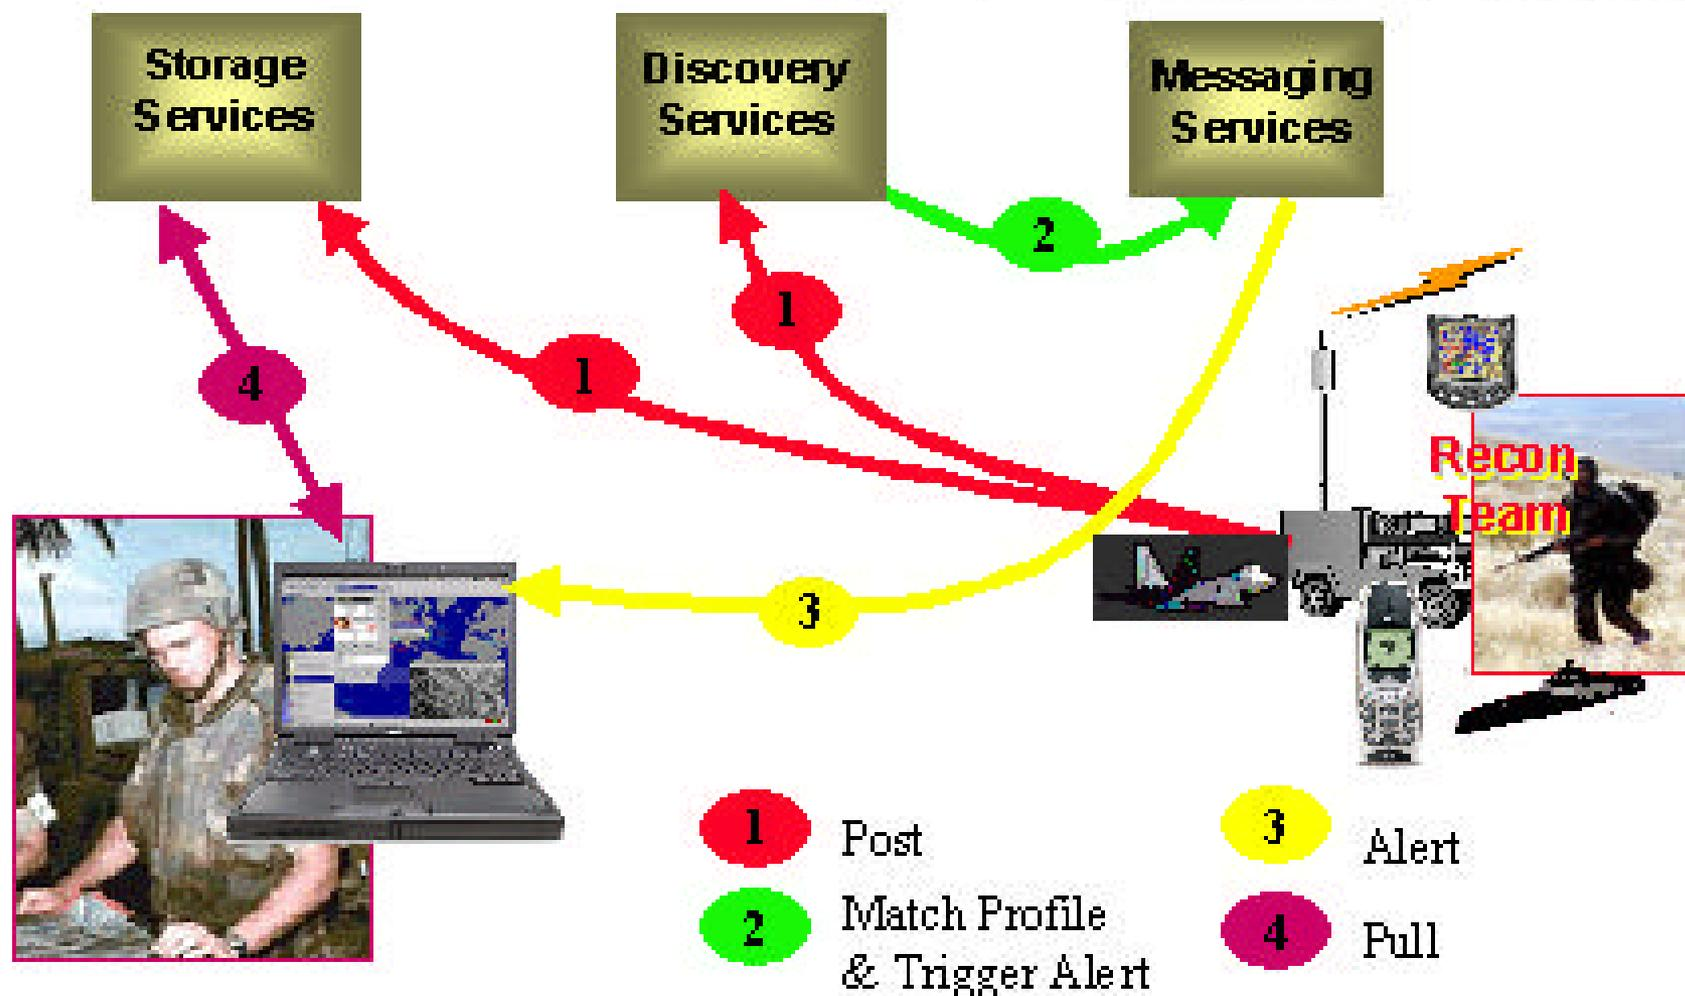 Storage
Services
Discovery
Services
Messaging
Services
2
1
1
4
Recon
Team
3
1 Post
3 Alert
2 Match Profile
& Trigger Alert
4 Pull